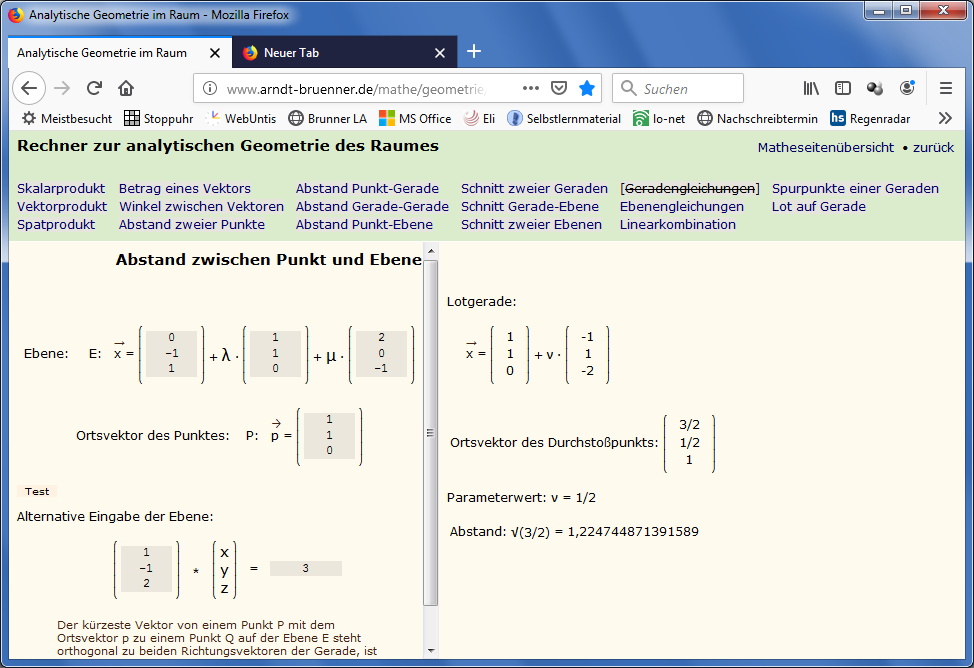 Analytische Geometrie im Raum - Mozilla Firefox
Analytische Geometrie im Raum
Neuer Tab
www.arndt-bruenner.de/mathe/geometrie
Suchen
Meistbesucht Stoppuhr WebUntis Brunner LA MS Office Eli Selbstlernmaterial lo-net Nachschreibtermin hs Regenradar
Rechner zur analytischen Geometrie des Raumes
Matheseitenübersicht • zurück
Skalarprodukt Betrag eines Vektors Abstand Punkt-Gerade Schnitt zweier Geraden [Geradengleichungen] Spurpunkte einer Geraden
Vektorprodukt Winkel zwischen Vektoren Abstand Gerade-Gerade Schnitt Gerade-Ebene Ebenengleichungen Lot auf Gerade
Spatprodukt Abstand zweier Punkte Abstand Punkt-Ebene Schnitt zweier Ebenen Linearkombination
Abstand zwischen Punkt und Ebene
0 1 2
Ebene: E: x→ = −1 + λ · 1 + μ · 0
1 0 −1
1
Ortsvektor des Punktes: P: p→ = 1
0
Test
Alternative Eingabe der Ebene:
1 x
−1 * y = 3
2 z
Der kürzeste Vektor von einem Punkt P mit dem
Ortsvektor p zu einem Punkt Q auf der Ebene E steht
orthogonal zu beiden Richtungsvektoren der Gerade, ist
Lotgerade:
1 -1
x→ = 1 + ν · 1
0 -2
3/2
Ortsvektor des Durchstoßpunkts: 1/2
1
Parameterwert: ν = 1/2
Abstand: √(3/2) = 1,224744871391589